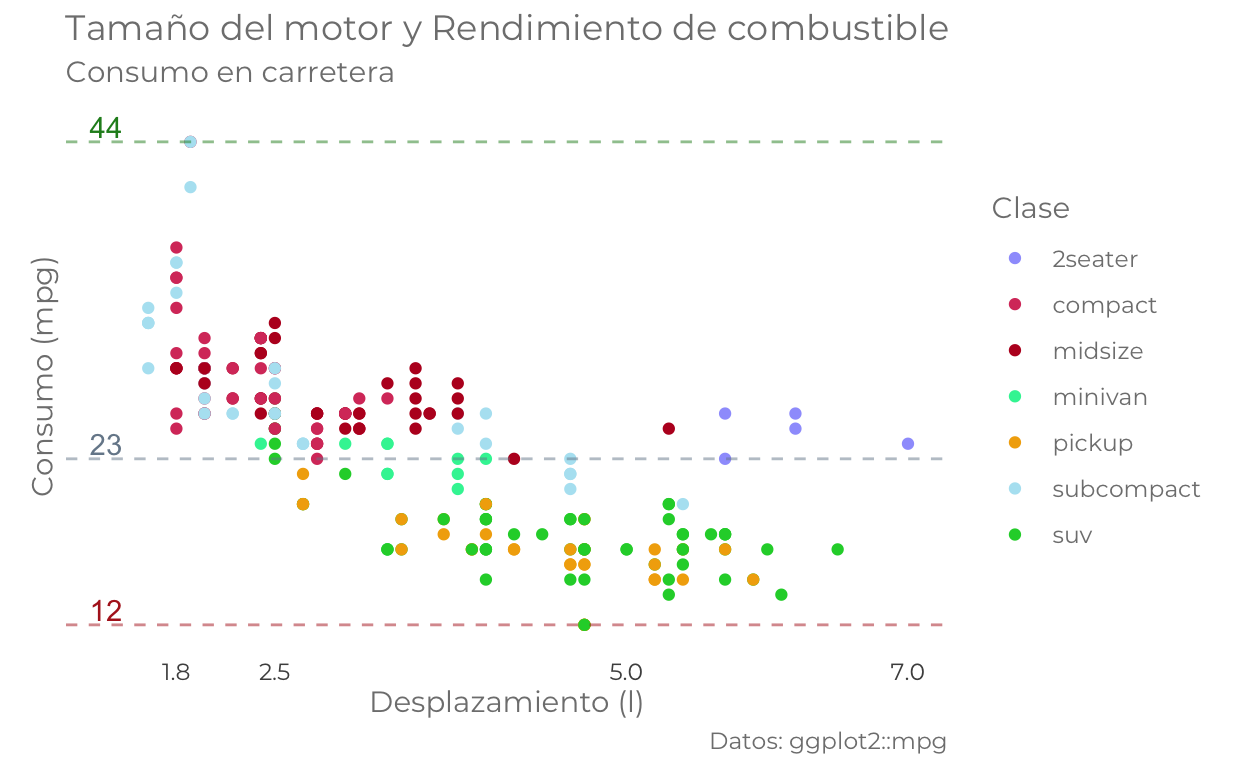 Tamaño del motor y Rendimiento de combustible
Consumo en carretera
44
23
12
Consumo (mpg)
1.8 2.5 5.0 7.0
Desplazamiento (l)
Datos: ggplot2::mpg
Clase
2seater
compact
midsize
minivan
pickup
subcompact
suv